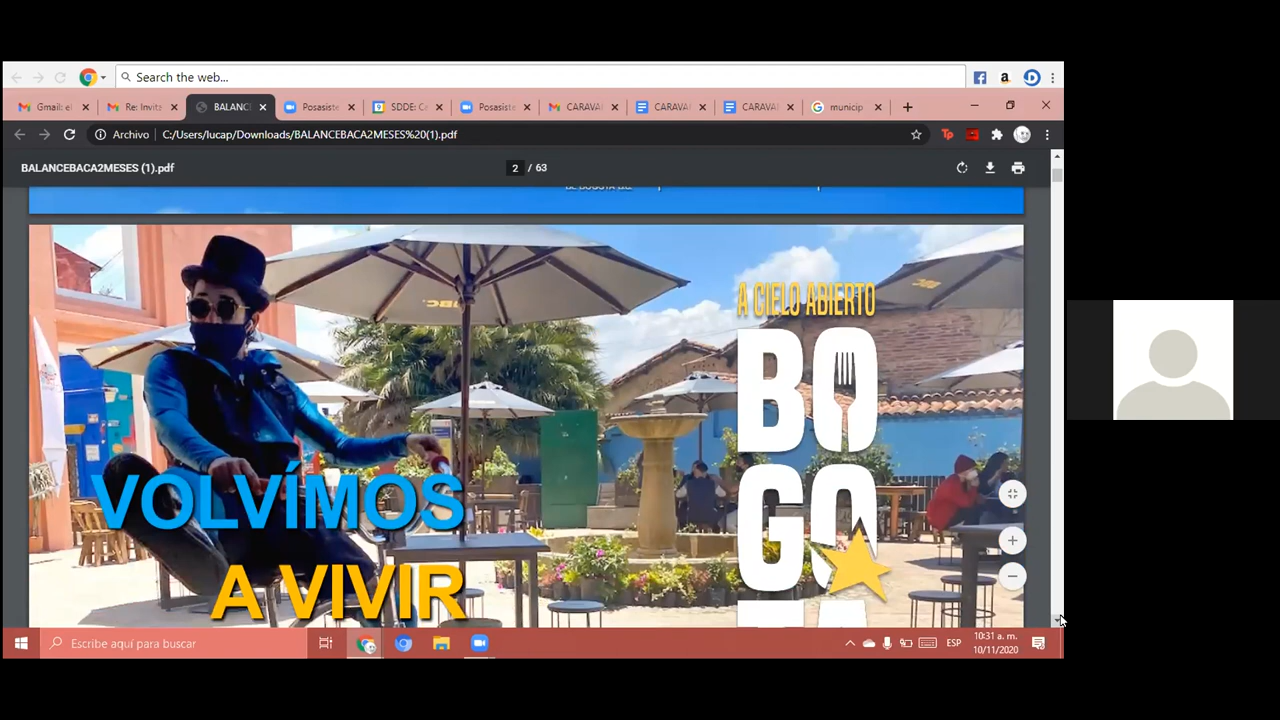 Search the web...
Gmail: el
Re: Invita
BALANC
Posasiste
SDDE: C
Posasiste
CARAVA
CARAVA
CARAVA
municip
Archivo
C:/Users/lucap/Downloads/BALANCEBACA2MESES%20(1).pdf
BALANCEBACA2MESES (1).pdf
2 / 63
A CIELO ABIERTO
BO
GO
VOLVÍMOS
A VIVIR
Escribe aquí para buscar
ESP
10:31 a. m.
10/11/2020